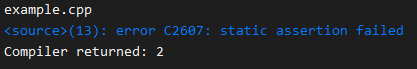 example.cpp
<source>(13): error C2607: static assertion failed
Compiler returned: 2